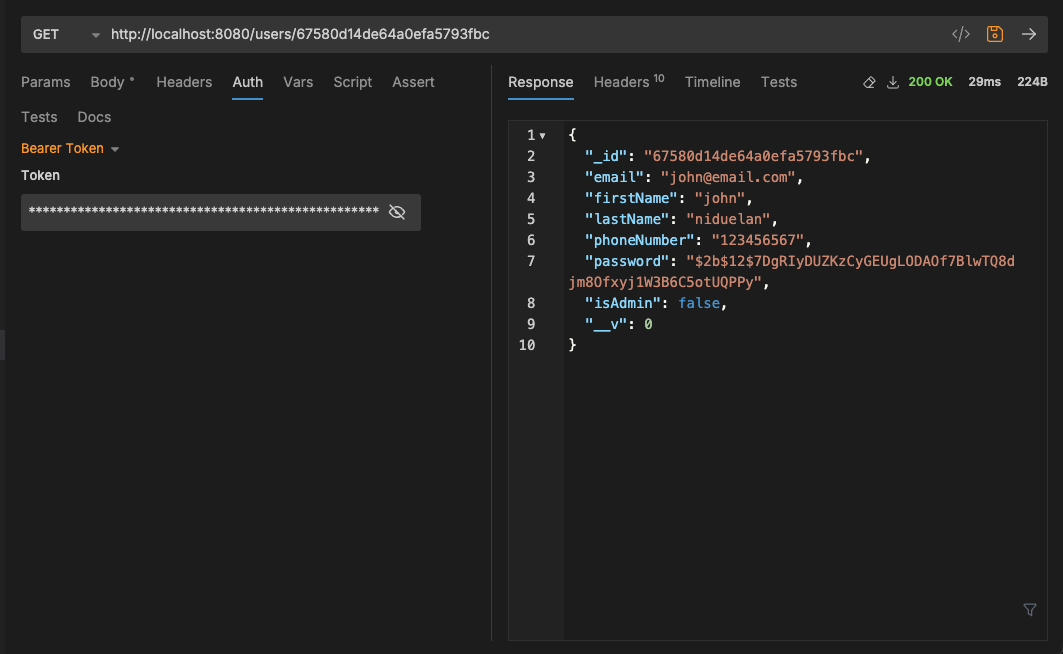 GET http://localhost:8080/users/67580d14de64a0efa5793fbc </>
Params Body Headers Auth Vars Script Assert
Tests Docs
Bearer Token
Token
**************************************************
Response Headers 10 Timeline Tests 200 OK 29ms 224B
1 {
2 "_id": "67580d14de64a0efa5793fbc",
3 "email": "john@email.com",
4 "firstName": "john",
5 "lastName": "niduelan",
6 "phoneNumber": "123456567",
7 "password": "$2b$12$7DgRIyDUZKzCyGEUgLODAOf7BlwTQ8d
jm8Ofxyj1W3B6C5otUQPPy",
8 "isAdmin": false,
9 "__v": 0
10 }